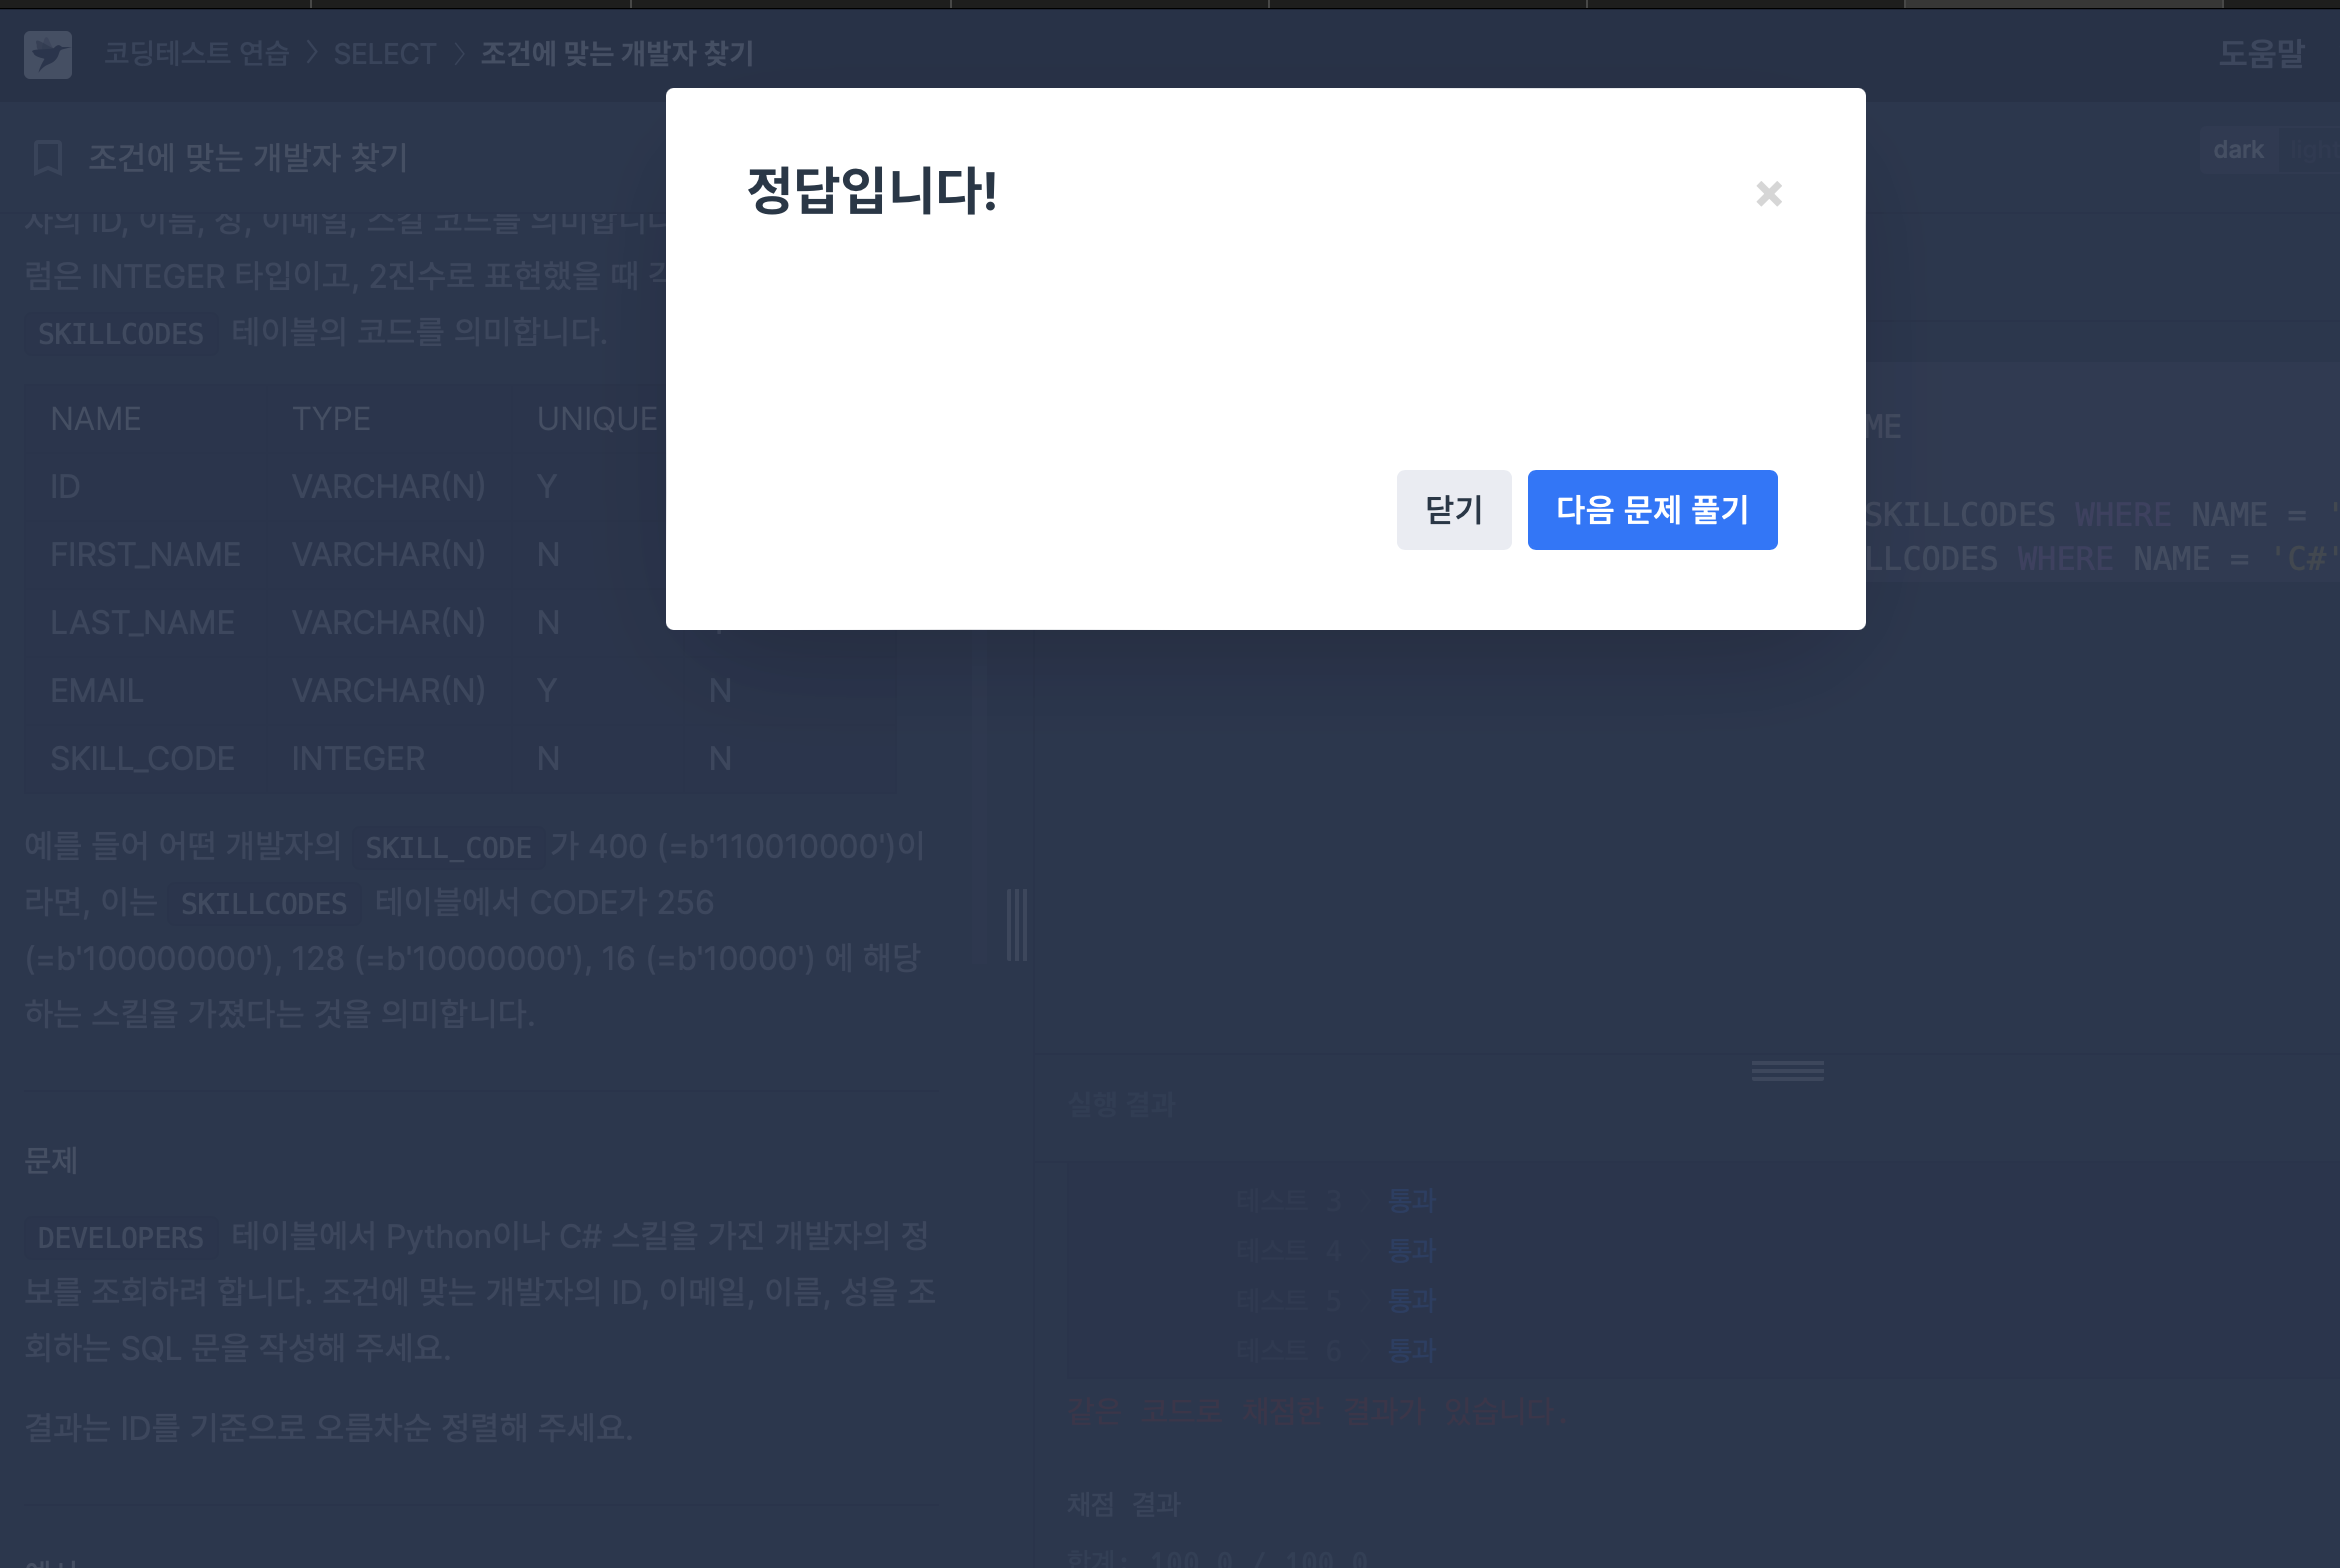 코딩테스트 연습 〉 SELECT 〉 조건에 맞는 개발자 찾기
도움말
조건에 맞는 개발자 찾기
dark light
자의 ID, 이름, 성, 이메일, 스킬 코드를 의미합니다
럼은 INTEGER 타입이고, 2진수로 표현했을 때
SKILLCODES 테이블의 코드를 의미합니다.
NAME TYPE UNIQUE
ID VARCHAR(N) Y
FIRST_NAME VARCHAR(N) N
LAST_NAME VARCHAR(N) N
EMAIL VARCHAR(N) Y N
SKILL_CODE INTEGER N N
예를 들어 어떤 개발자의 SKILL_CODE 가 400 (=b'110010000')이
라면, 이는 SKILLCODES 테이블에서 CODE가 256
(=b'100000000'), 128 (=b'10000000'), 16 (=b'10000') 에 해당
하는 스킬을 가졌다는 것을 의미합니다.
문제
DEVELOPERS 테이블에서 Python이나 C# 스킬을 가진 개발자의 정
보를 조회하려 합니다. 조건에 맞는 개발자의 ID, 이메일, 이름, 성을 조
회하는 SQL 문을 작성해 주세요.
결과는 ID를 기준으로 오름차순 정렬해 주세요.
정답입니다!
×
닫기 다음 문제 풀기
ME
SKILLCODES WHERE NAME = '
LLCODES WHERE NAME = 'C#'
실행 결과
테스트 3 통과
테스트 4 통과
테스트 5 통과
테스트 6 통과
같은 코드로 채점한 결과가 있습니다.
채점 결과
합계: 100.0 / 100.0